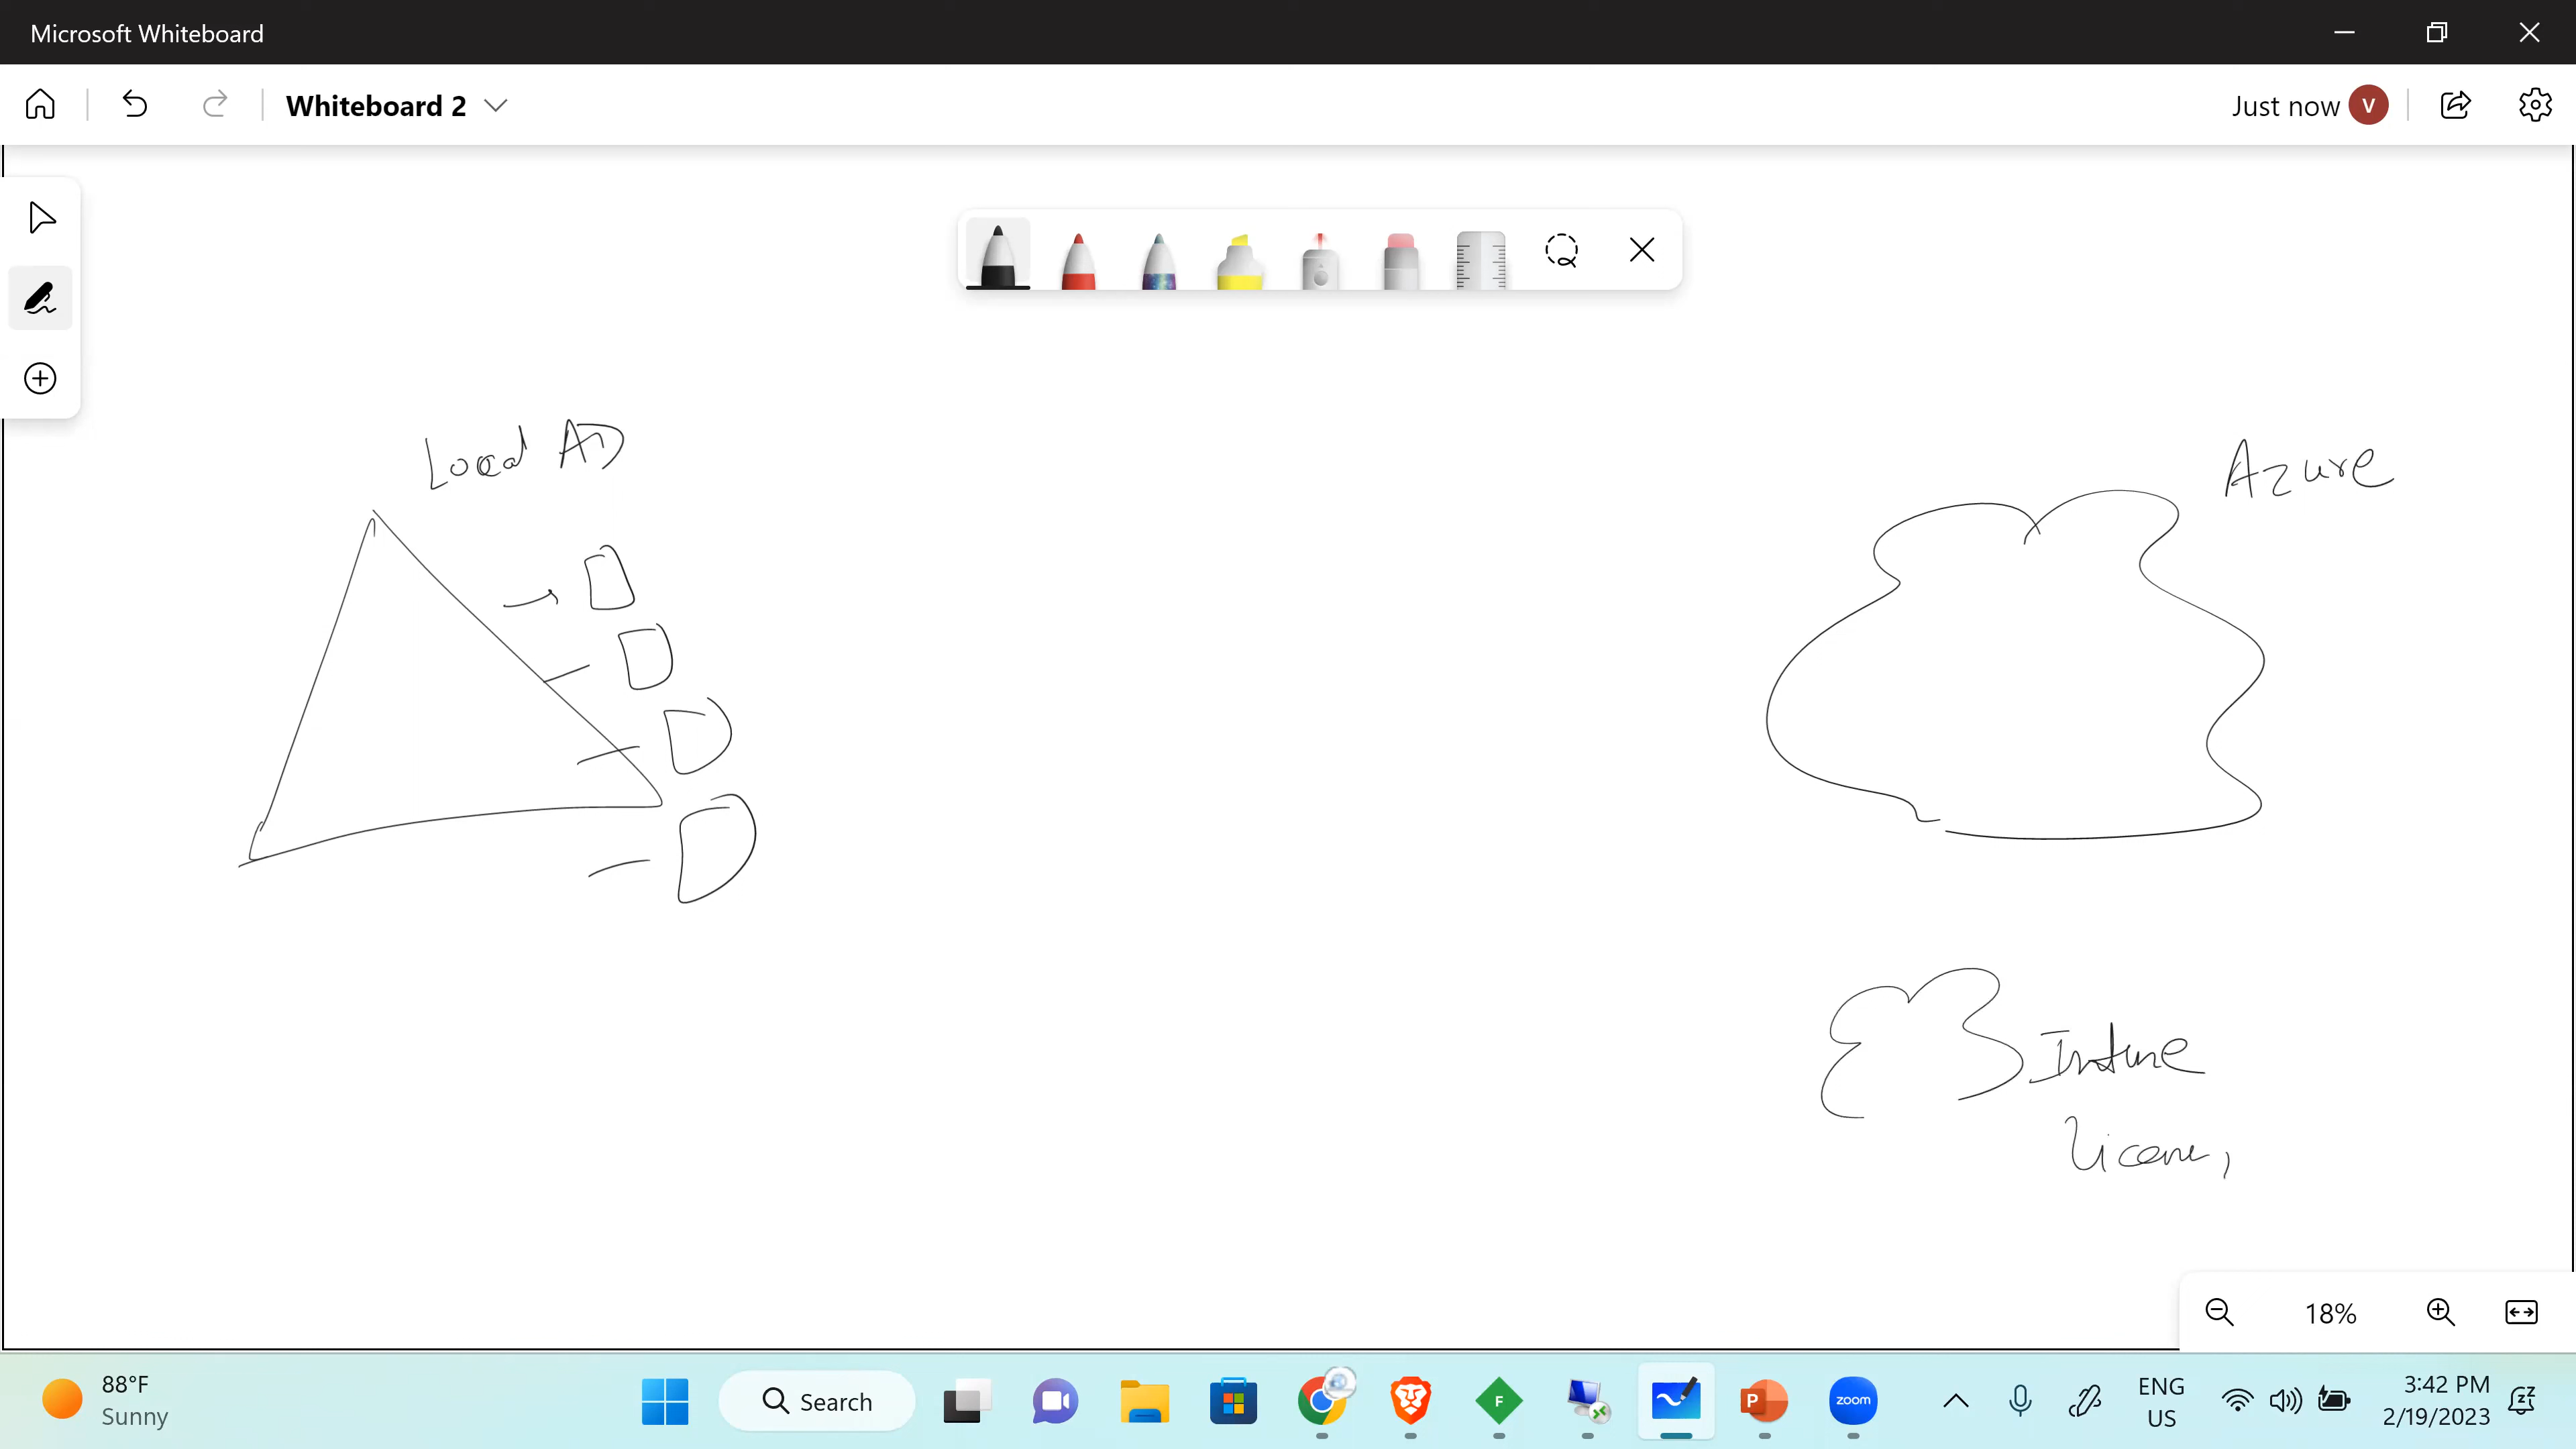 Microsoft Whiteboard
Whiteboard 2
Just now V
Local AD
Azure
Intune
18%
88°F
Sunny
Search
F
P
zoom
ENG
US
3:42 PM
2/19/2023